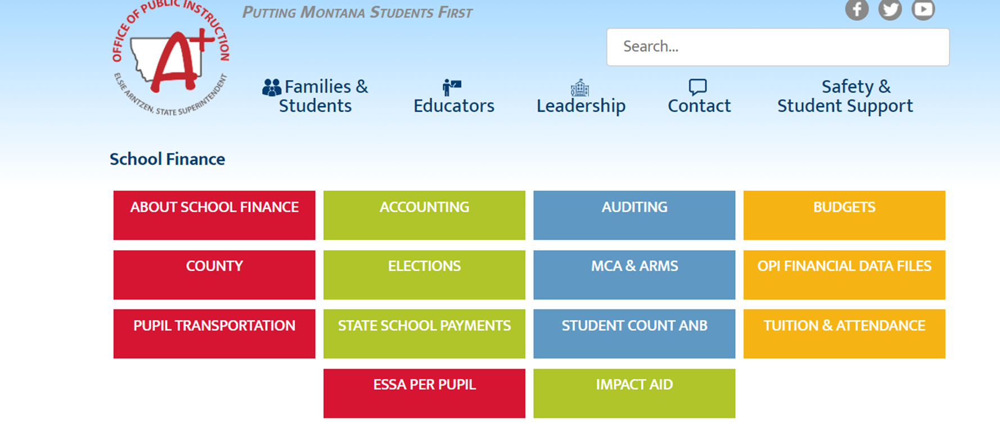 OFFICE OF PUBLIC INSTRUCTION
A+
ELSIE ARNTZEN, STATE SUPERINTENDENT
PUTTING MONTANA STUDENTS FIRST
Search...
Families &
Students
Educators
Leadership
Contact
Safety &
Student Support
School Finance
ABOUT SCHOOL FINANCE
ACCOUNTING
AUDITING
BUDGETS
COUNTY
ELECTIONS
MCA & ARMS
OPI FINANCIAL DATA FILES
PUPIL TRANSPORTATION
STATE SCHOOL PAYMENTS
STUDENT COUNT ANB
TUITION & ATTENDANCE
ESSA PER PUPIL
IMPACT AID